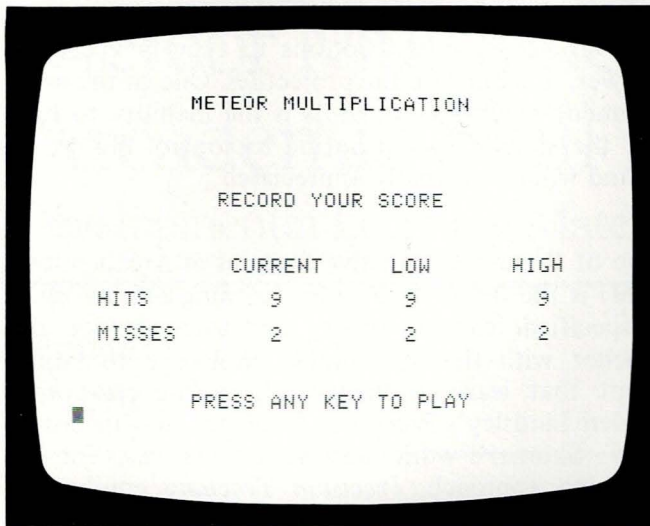 METEOR MULTIPLICATION
RECORD YOUR SCORE
CURRENT LOW HIGH
HITS 9 9 9
MISSES 2 2 2
PRESS ANY KEY TO PLAY